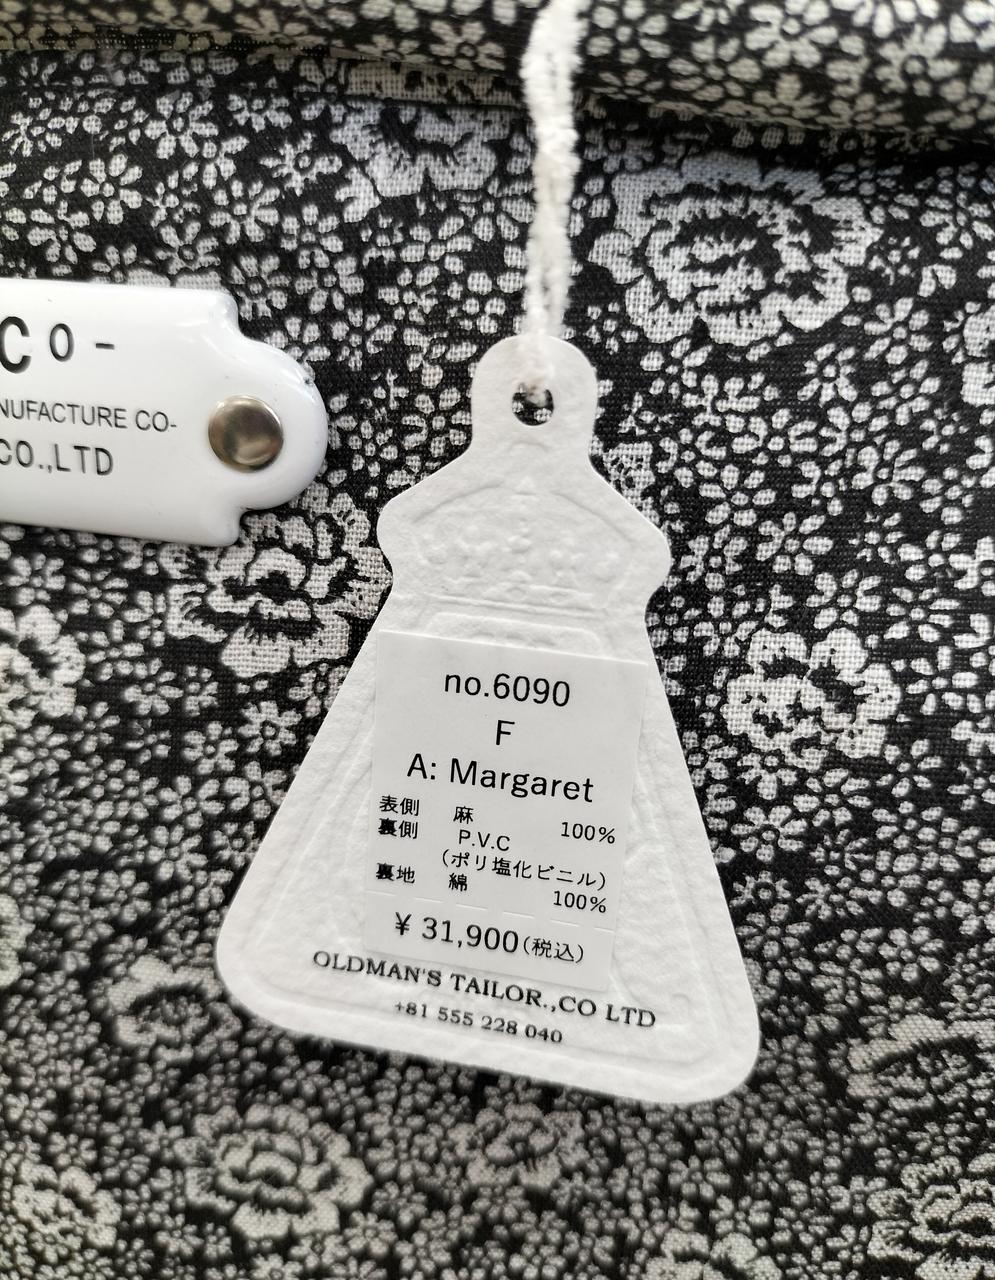 CO-
NUFACTURE CO-
CO.,LTD
no.6090
F
A: Margaret
表側 麻 100%
裏側 P.V.C
(ポリ塩化ビニル)
裏地 綿 100%
¥ 31,900(税込)
OLDMAN'S TAILOR.,CO LTD
+81 555 228 040